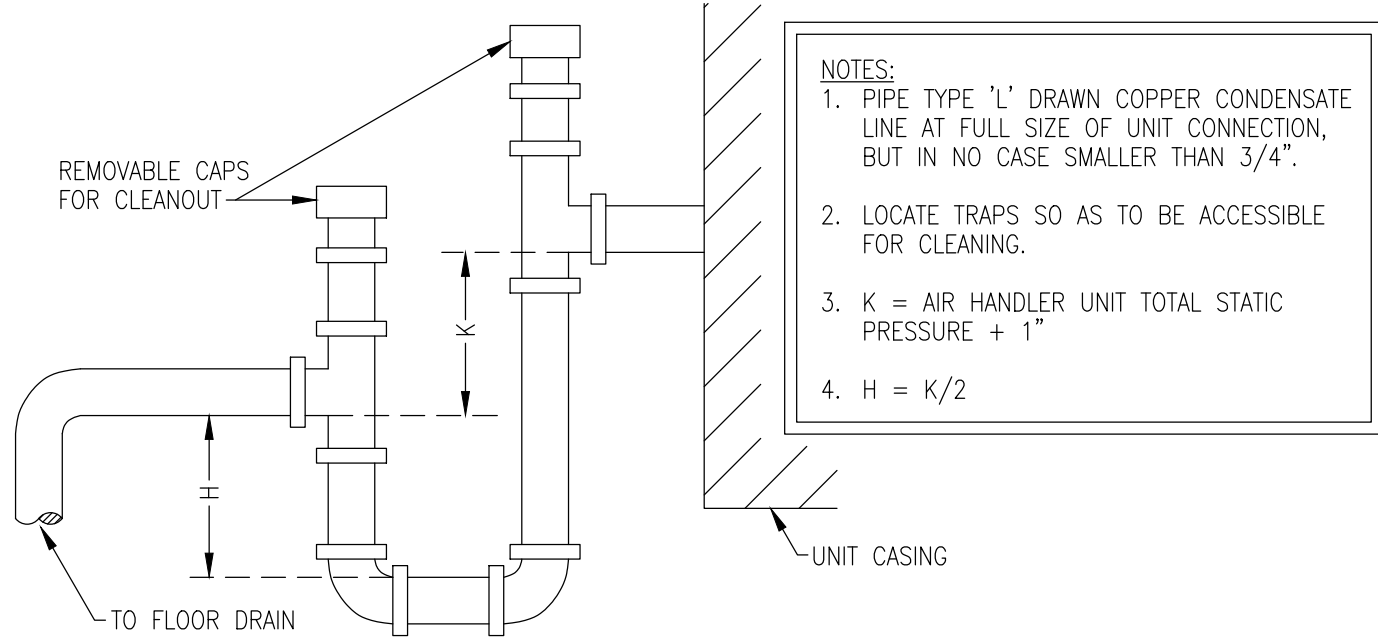 REMOVABLE CAPS
FOR CLEANOUT
K
H
TO FLOOR DRAIN
UNIT CASING
NOTES:
1. PIPE TYPE 'L' DRAWN COPPER CONDENSATE
LINE AT FULL SIZE OF UNIT CONNECTION,
BUT IN NO CASE SMALLER THAN 3/4".
2. LOCATE TRAPS SO AS TO BE ACCESSIBLE
FOR CLEANING.
3. K = AIR HANDLER UNIT TOTAL STATIC
PRESSURE + 1"
4. H = K/2